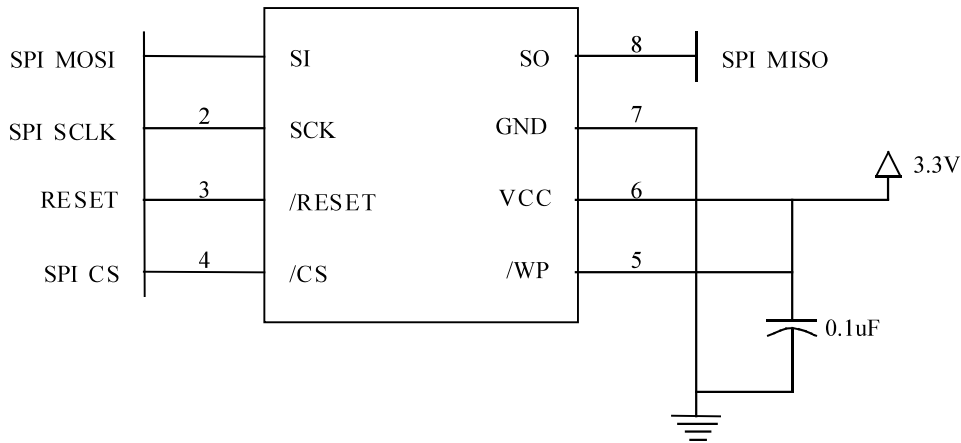 SPI MOSI SI SO 8 SPI MISO
SPI SCLK 2 SCK GND 7
3.3V
RESET 3 /RESET VCC 6
SPI CS 4 /CS /WP 5
0.1uF